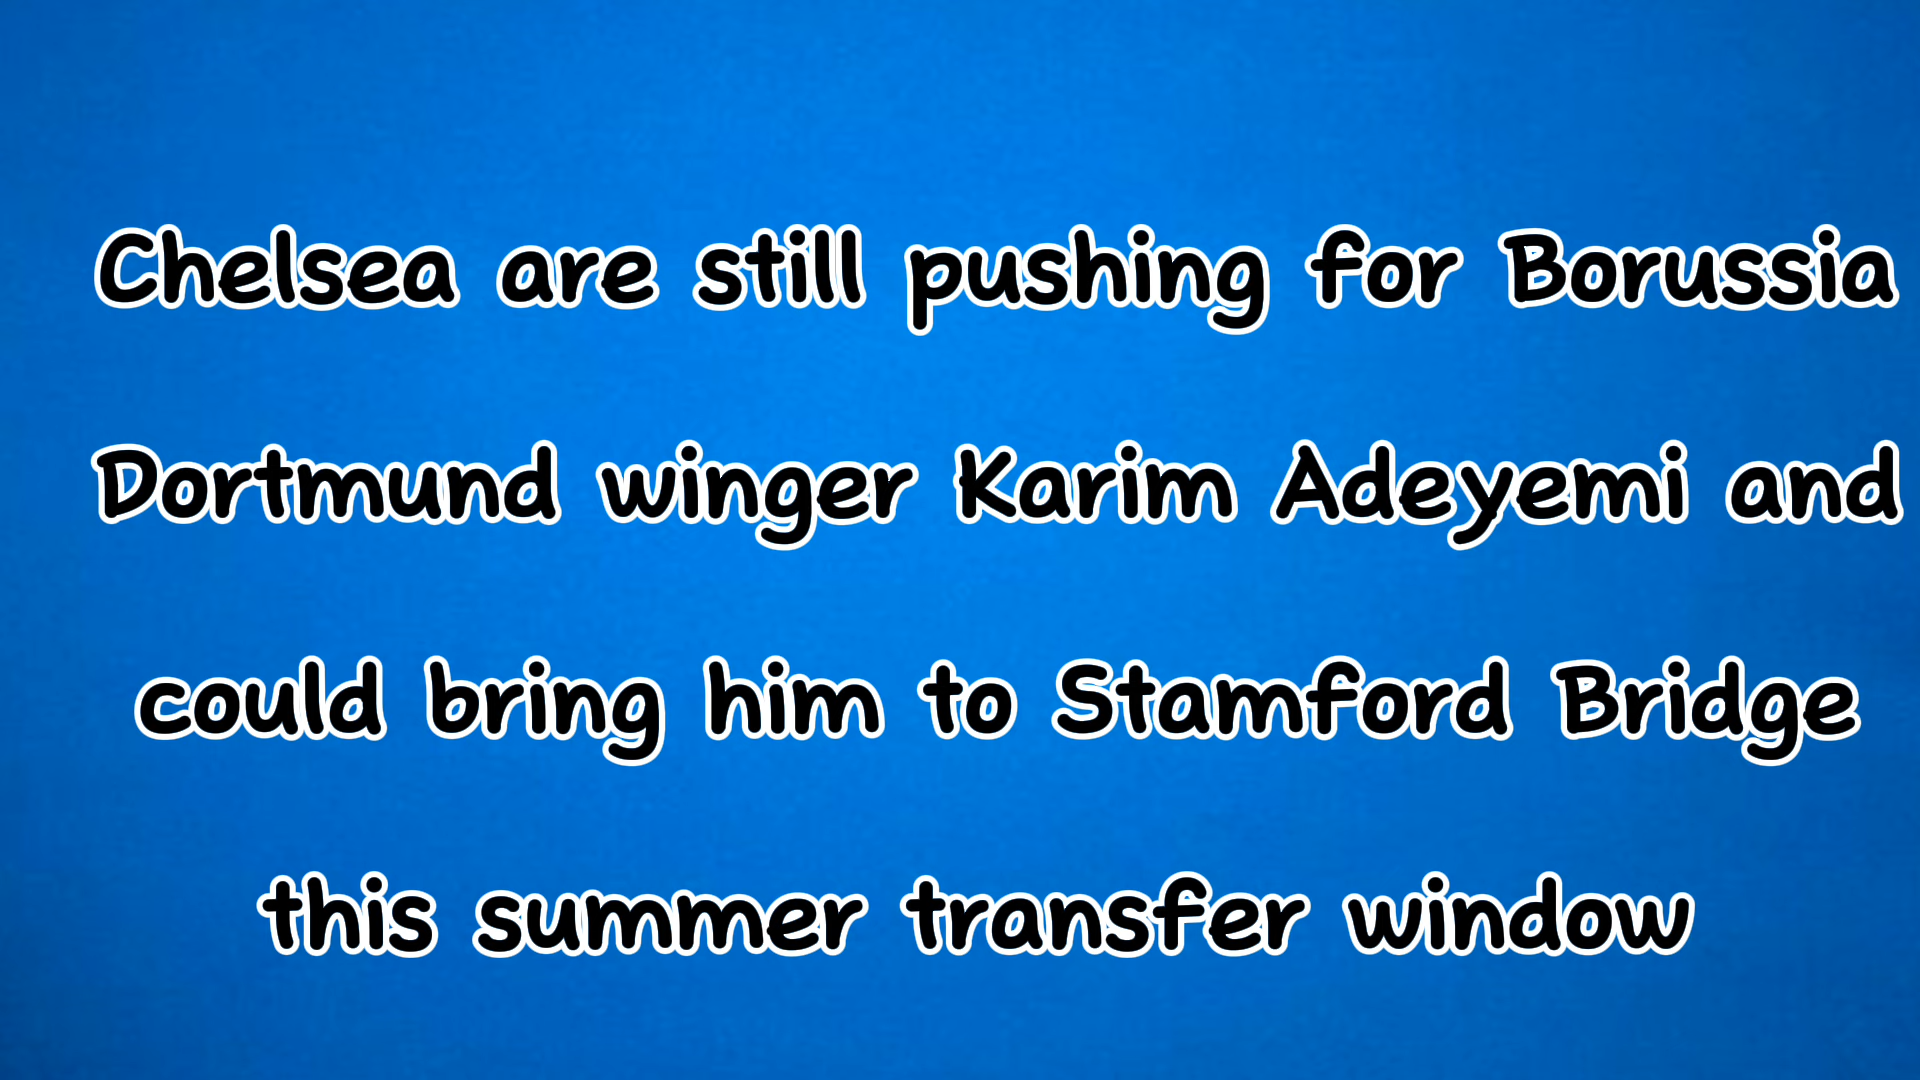 Chelsea are still pushing for Borussia
Dortmund winger Karim Adeyemi and
could bring him to Stamford Bridge
this summer transfer window